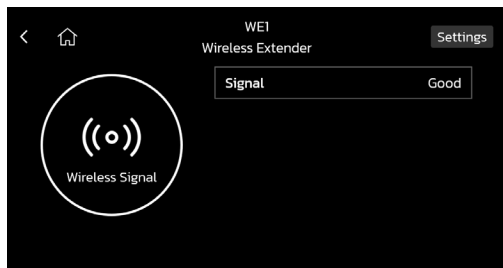 WE1
Wireless Extender
Settings
Signal Good
Wireless Signal